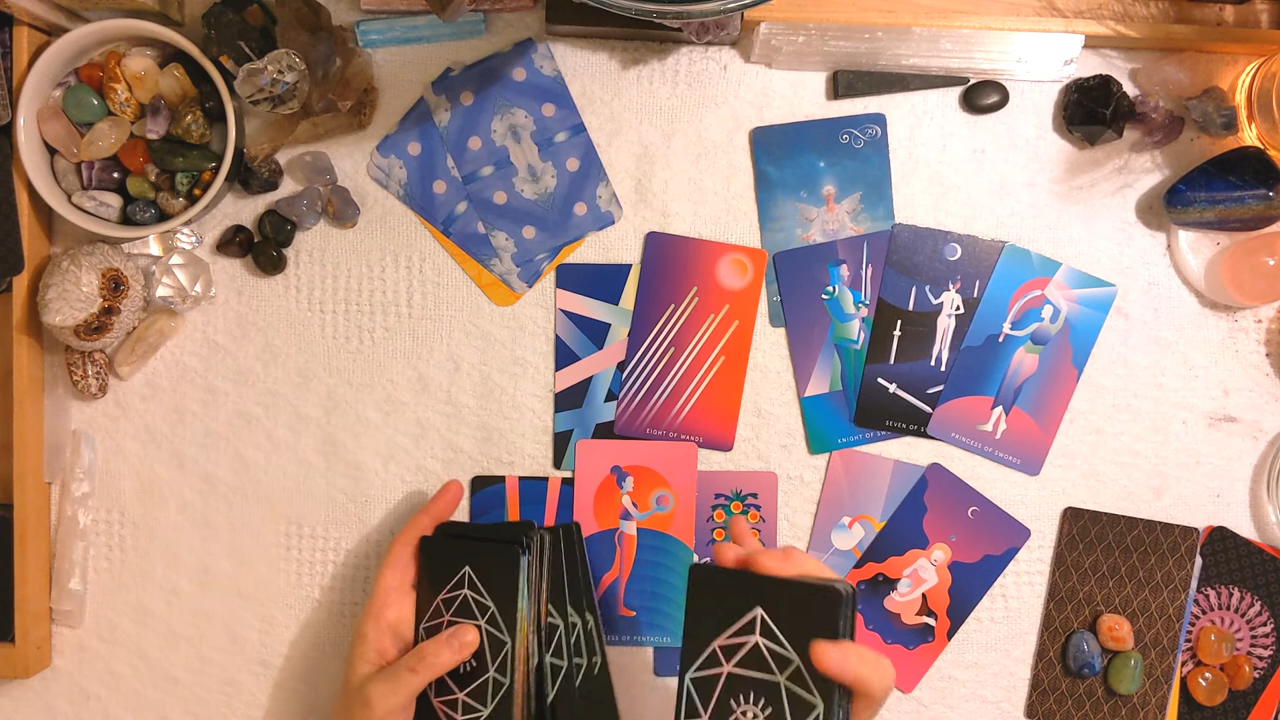 29
EIGHT OF WANDS
KNIGHT OF SW
SEVEN OF S
PRINCESS OF SWORDS
CESS OF PENTACLES